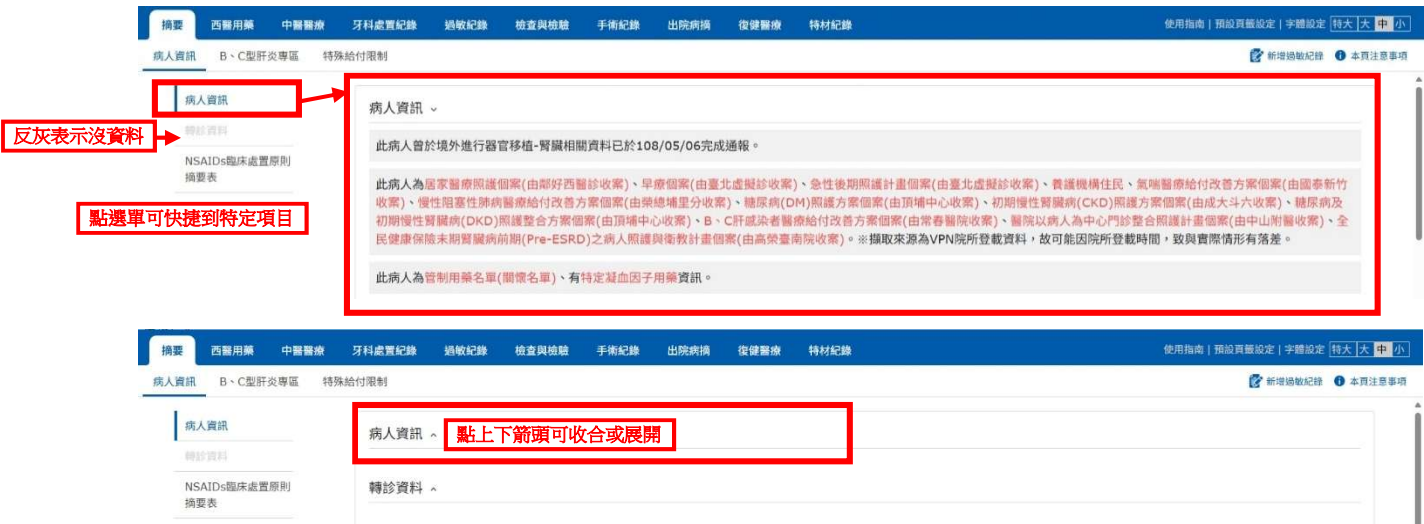 摘要 西醫用藥 中醫醫療 牙科處置紀錄 過敏紀錄 檢查與檢驗 手術紀錄 出院病摘 復健醫療 特材紀錄 使用指南 | 預設頁籤設定 | 字體設定 特大 大 中 小
病人資訊 B、C型肝炎專區 特殊給付限制 新增過敏紀錄 本頁注意事項
病人資訊
轉診資料
NSAIDs臨床處置原則
摘要表
反灰表示沒資料
點選單可快捷到特定項目
病人資訊
此病人曾於境外進行器官移植-腎臟相關資料已於108/05/06完成通報。
此病人為居家醫療照護個案(由鄰好西醫診收案)、早療個案(由臺北虛擬診收案)、急性後期照護計畫個案(由臺北虛擬診收案)、養護機構住民、氣喘醫療給付改善方案個案(由國泰新竹
收案)、慢性阻塞性肺病醫療給付改善方案個案(由榮總埔里分收案)、糖尿病(DM)照護方案個案(由頂埔中心收案)、初期慢性腎臟病(CKD)照護方案個案(由成大斗六收案)、糖尿病及
初期慢性腎臟病(DKD)照護整合方案個案(由頂埔中心收案)、B、C肝感染者醫療給付改善方案個案(由常春醫院收案)、醫院以病人為中心門診整合照護計畫個案(由中山附醫收案)、全
民健康保險末期腎臟病前期(Pre-ESRD)之病人照護與衛教計畫個案(由高榮臺南院收案)。※擷取來源為VPN院所登載資料，故可能因院所登載時間，致與實際情形有落差。
此病人為管制用藥名單(關懷名單)、有特定凝血因子用藥資訊。
摘要 西醫用藥 中醫醫療 牙科處置紀錄 過敏紀錄 檢查與檢驗 手術紀錄 出院病摘 復健醫療 特材紀錄 使用指南 | 預設頁籤設定 | 字體設定 特大 大 中 小
病人資訊 B、C型肝炎專區 特殊給付限制 新增過敏紀錄 本頁注意事項
病人資訊
轉診資料
NSAIDs臨床處置原則
摘要表
病人資訊 點上下箭頭可收合或展開
轉診資料